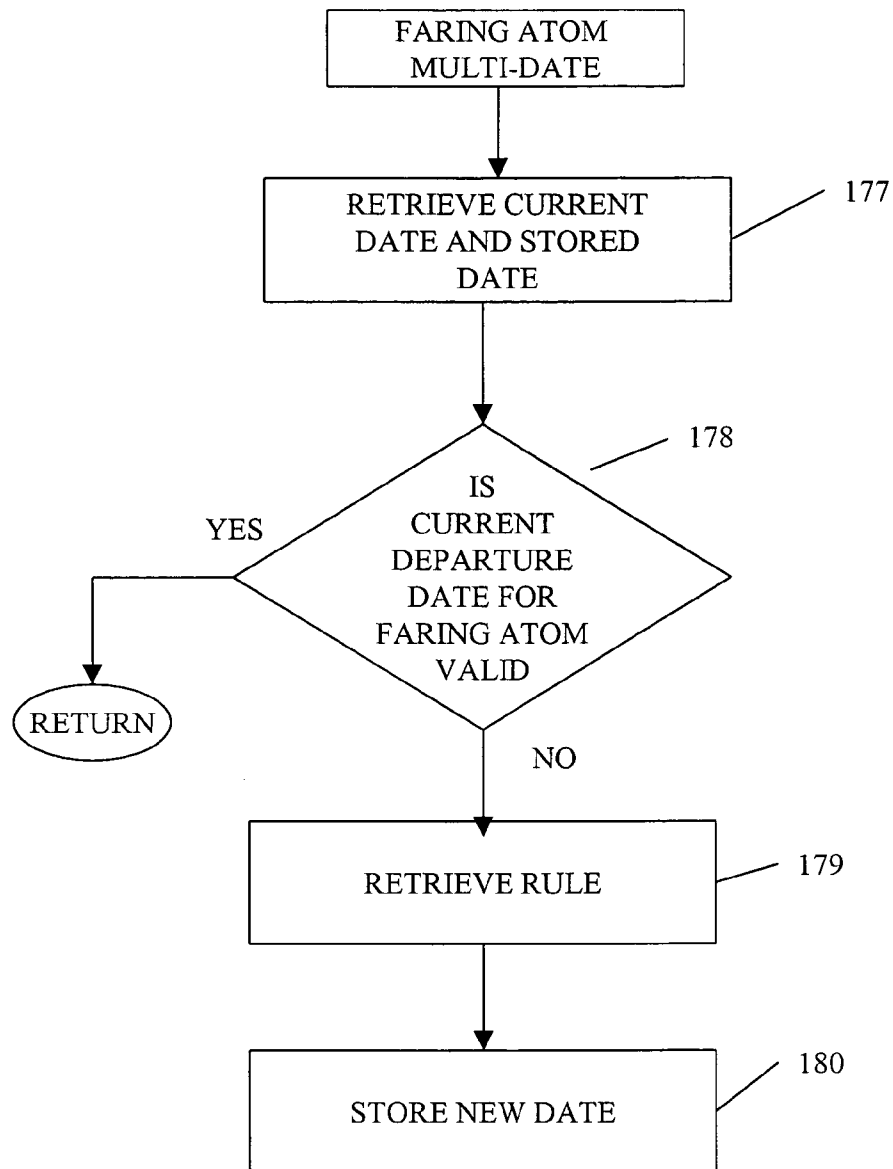 FARING ATOM
MULTI-DATE
RETRIEVE CURRENT
DATE AND STORED
DATE
177
178
IS
CURRENT
DEPARTURE
DATE FOR
FARING ATOM
VALID
YES
RETURN
NO
RETRIEVE RULE
179
STORE NEW DATE
180